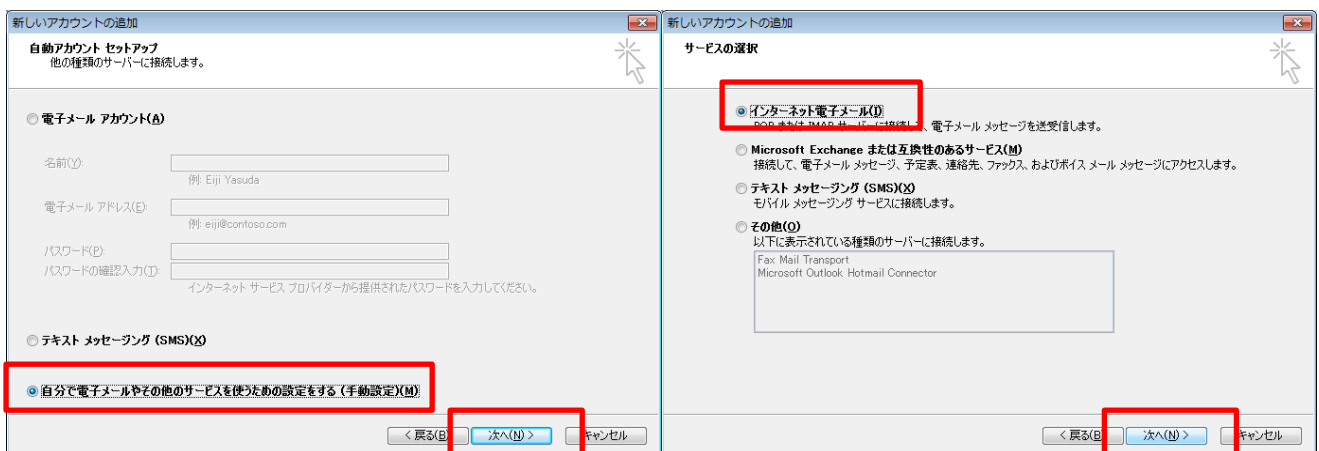 新しいアカウントの追加
自動アカウント セットアップ
他の種類のサーバーに接続します。
電子メール アカウント(A)
名前(Y):
例: Eiji Yasuda
電子メール アドレス(E):
例: eiji@contoso.com
パスワード(P):
パスワードの確認入力(T):
インターネット サービス プロバイダーから提供されたパスワードを入力してください。
テキスト メッセージング (SMS)(X)
自分で電子メールやその他のサービスを使うための設定をする (手動設定)(M)
< 戻る(B)
次へ(N) >
キャンセル
新しいアカウントの追加
サービスの選択
インターネット電子メール(I)
POP または IMAP サーバーに接続して、電子メール メッセージを送受信します。
Microsoft Exchange または互換性のあるサービス(M)
接続して、電子メール メッセージ、予定表、連絡先、ファックス、およびボイス メール メッセージにアクセスします。
テキスト メッセージング (SMS)(X)
モバイル メッセージング サービスに接続します。
その他(O)
以下に表示されている種類のサーバーに接続します。
Fax Mail Transport
Microsoft Outlook Hotmail Connector
< 戻る(B
次へ(N) >
キャンセル